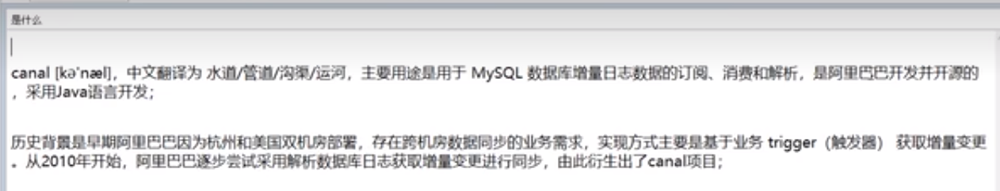 是什么
canal [kə'næl]，中文翻译为 水道/管道/沟渠/运河，主要用途是用于 MySQL 数据库增量日志数据的订阅、消费和解析，是阿里巴巴开发并开源的
，采用Java语言开发；
历史背景是早期阿里巴巴因为杭州和美国双机房部署，存在跨机房数据同步的业务需求，实现方式主要是基于业务 trigger（触发器） 获取增量变更
。从2010年开始，阿里巴巴逐步尝试采用解析数据库日志获取增量变更进行同步，由此衍生出了canal项目；